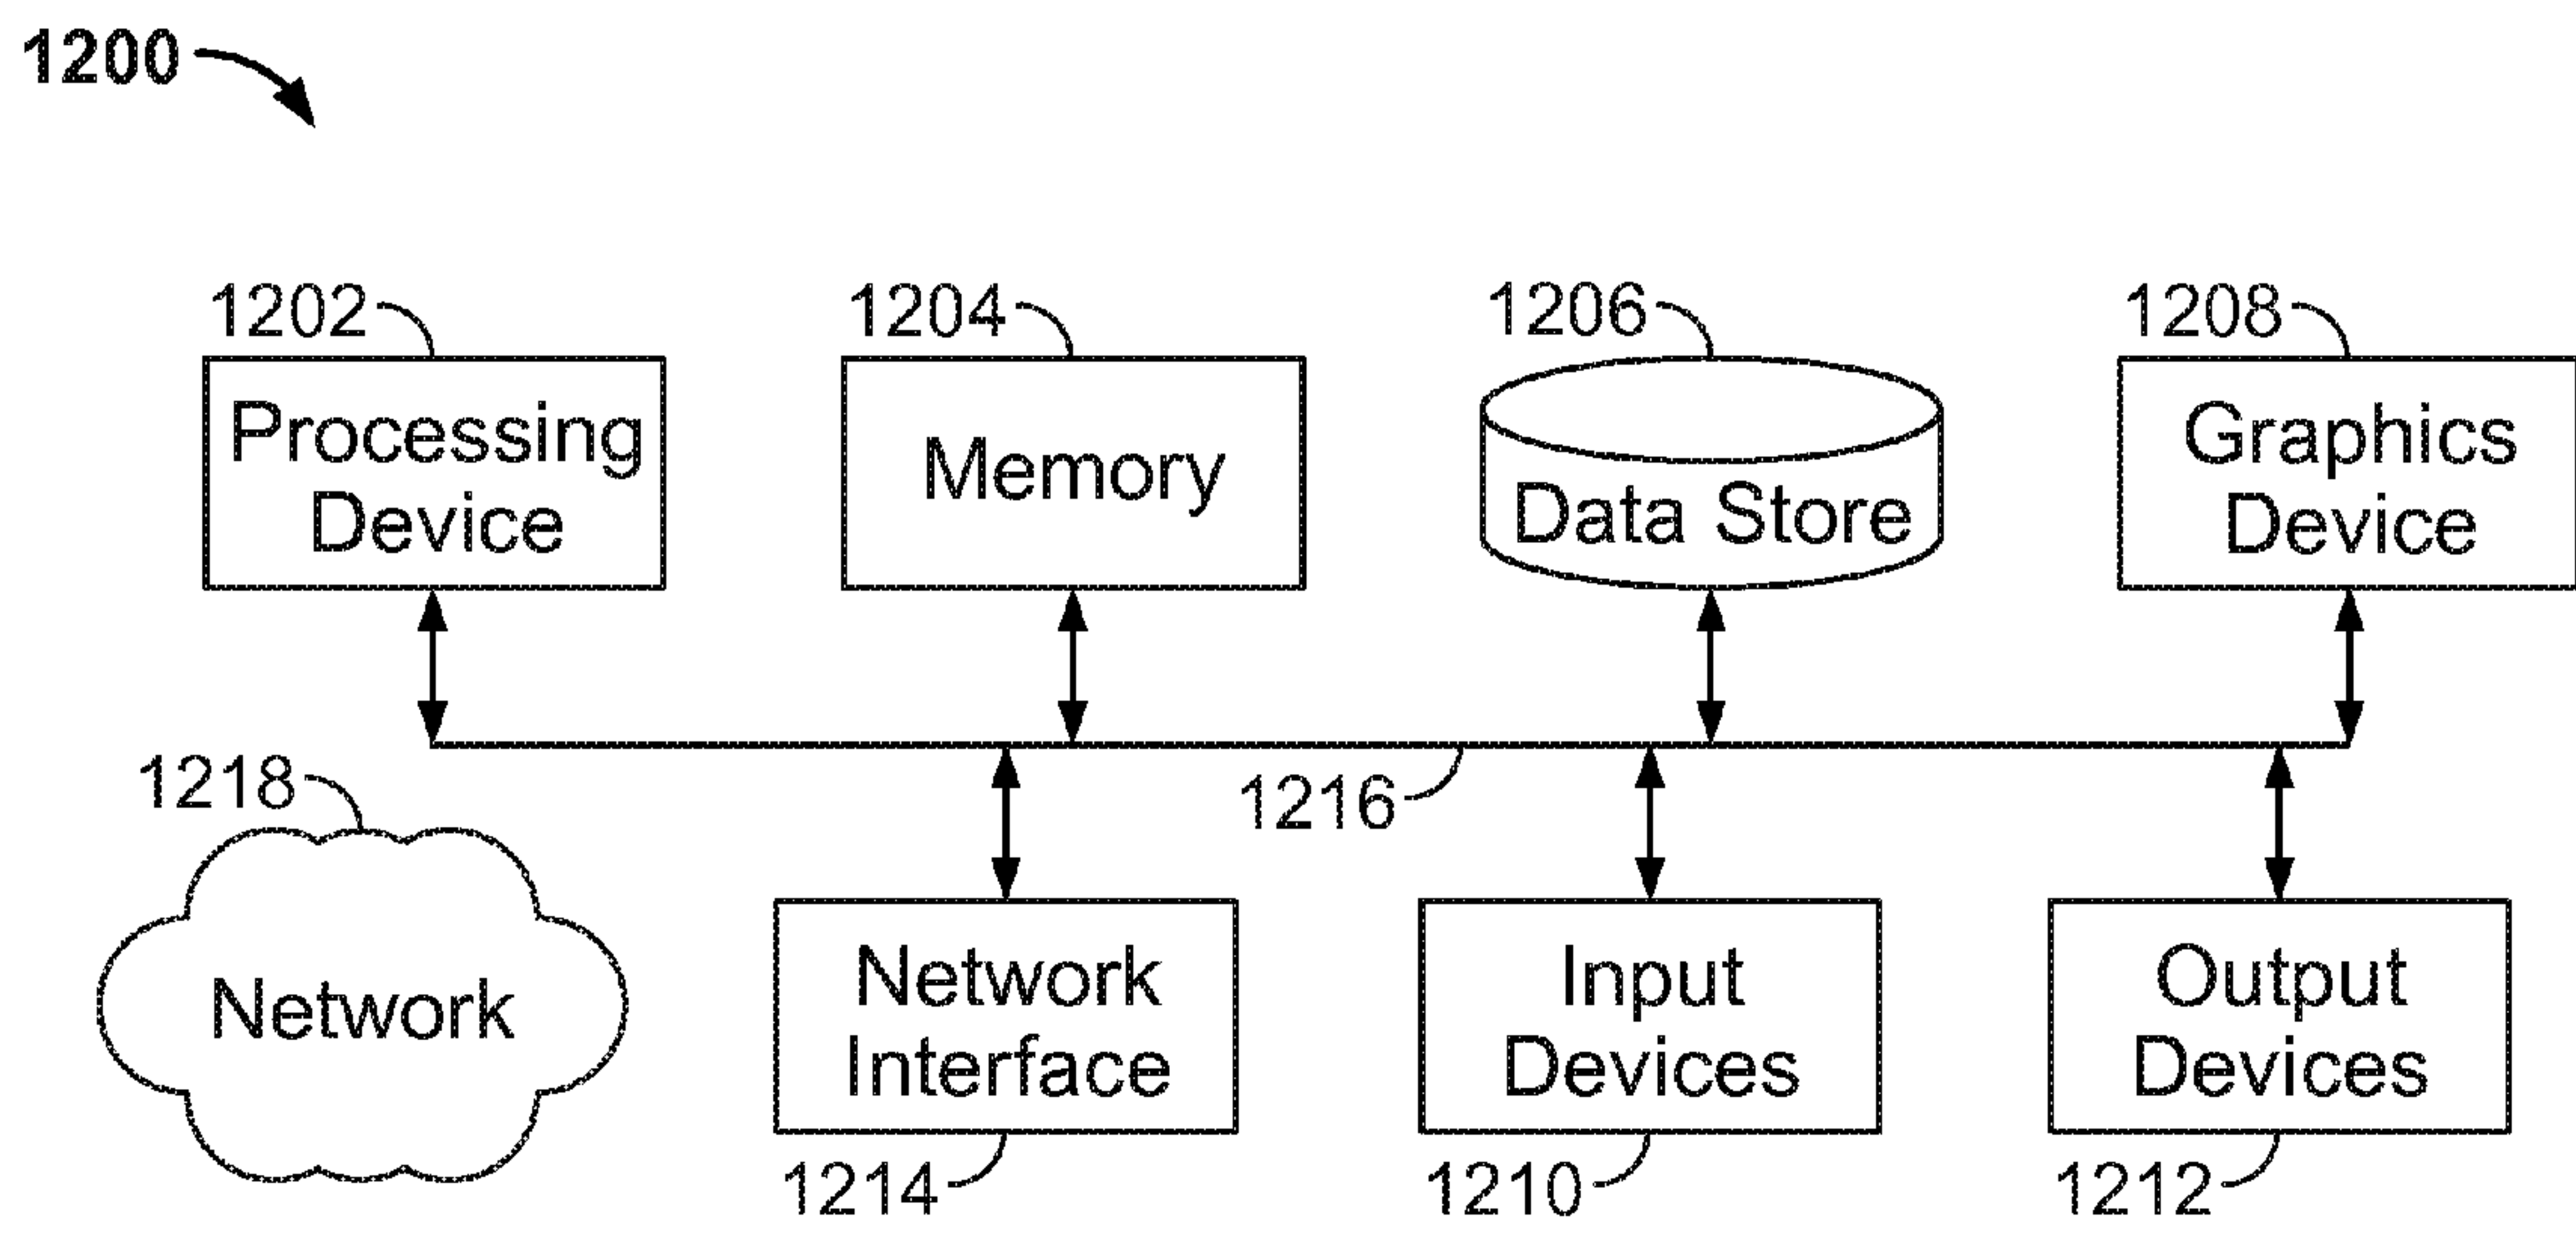 1200
1202
1204
1206
1208
Processing
Device
Memory
Data Store
Graphics
Device
1218
1216
Network
Network
Interface
Input
Devices
Output
Devices
1214
1210
1212